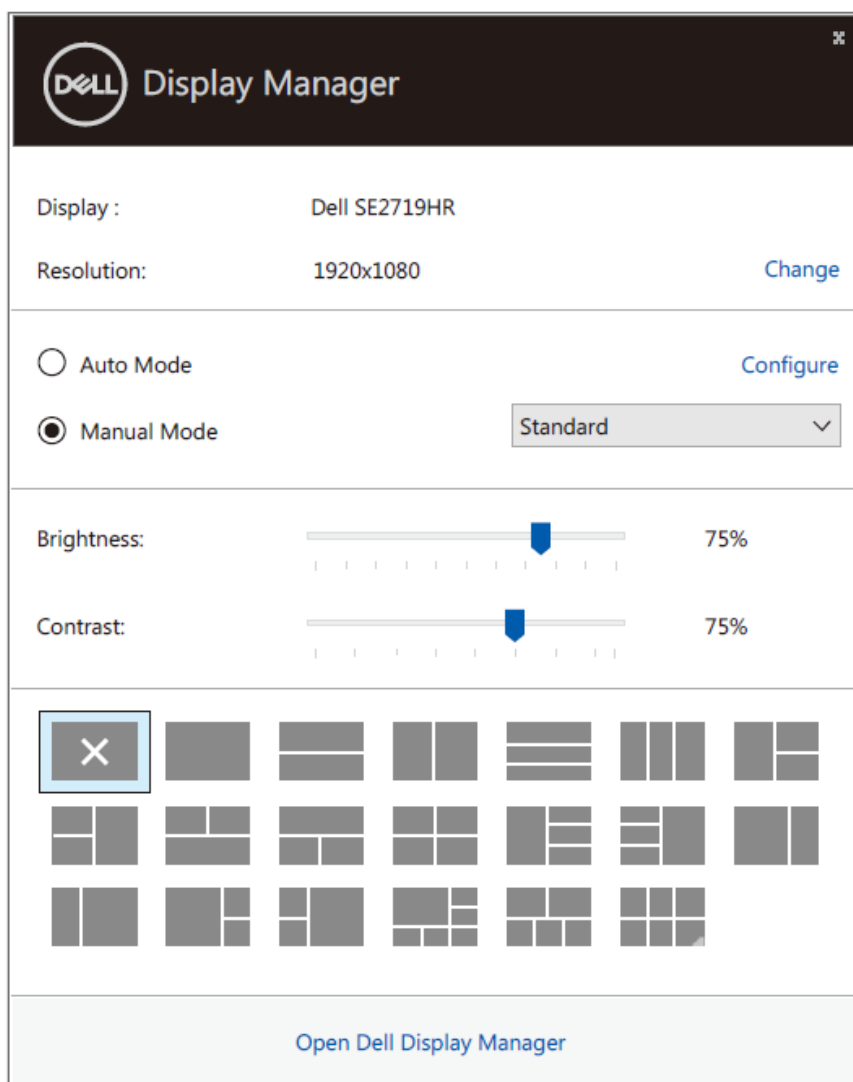 DELL Display Manager
Display : Dell SE2719HR
Resolution: 1920x1080 Change
Auto Mode Configure
Manual Mode Standard
Brightness: 75%
Contrast: 75%
Open Dell Display Manager